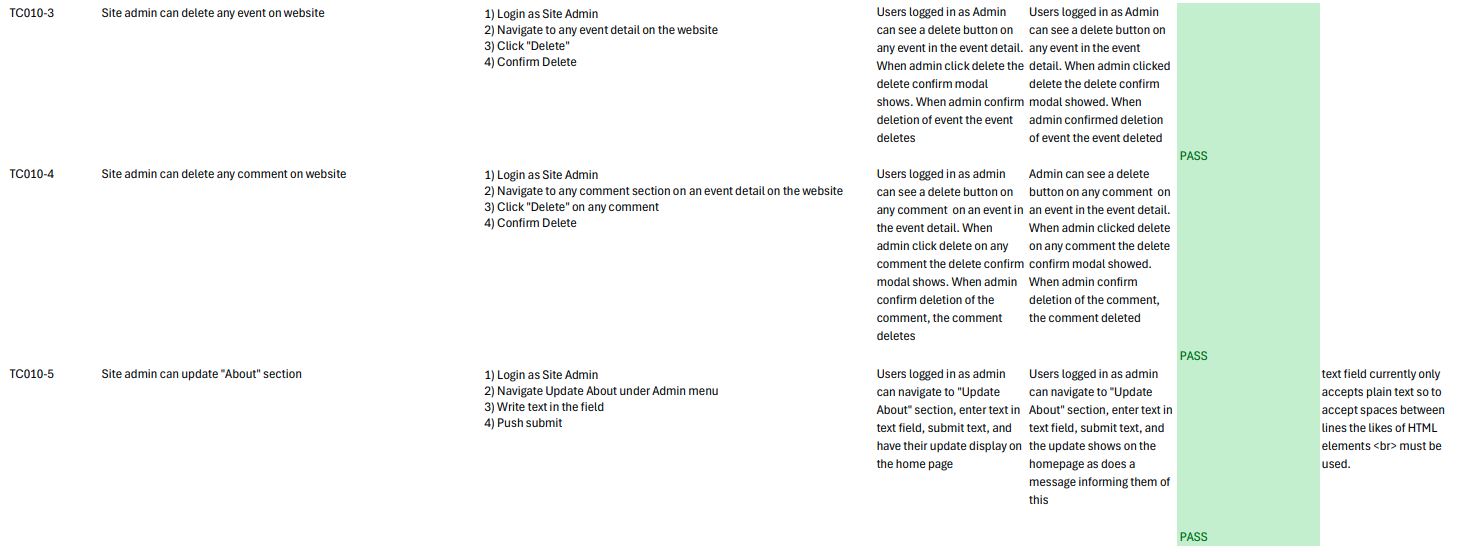 TC010-3
Site admin can delete any event on website
1) Login as Site Admin
2) Navigate to any event detail on the website
3) Click "Delete"
4) Confirm Delete
Users logged in as Admin
can see a delete button on
any event in the event detail.
When admin click delete the
delete confirm modal
shows. When admin confirm
deletion of event the event
deletes
Users logged in as Admin
can see a delete button on
any event in the event
detail. When admin clicked
delete the delete confirm
modal showed. When
admin confirmed deletion
of event the event deleted
PASS
TC010-4
Site admin can delete any comment on website
1) Login as Site Admin
2) Navigate to any comment section on an event detail on the website
3) Click "Delete" on any comment
4) Confirm Delete
Users logged in as admin
can see a delete button on
any comment  on an event in
the event detail. When
admin click delete on any
comment the delete confirm
modal shows. When admin
confirm deletion of the
comment, the comment
deletes
Admin can see a delete
button on any comment  on
an event in the event detail.
When admin clicked delete
on any comment the delete
confirm modal showed.
When admin confirm
deletion of the comment,
the comment deleted
PASS
TC010-5
Site admin can update "About" section
1) Login as Site Admin
2) Navigate Update About under Admin menu
3) Write text in the field
4) Push submit
Users logged in as admin
can navigate to "Update
About" section, enter text in
text field, submit text, and
have their update display on
the home page
Users logged in as admin
can navigate to "Update
About" section, enter text in
text field, submit text, and
the update shows on the
homepage as does a
message informing them of
this
PASS
text field currently only
accepts plain text so to
accept spaces between
lines the likes of HTML
elements <br> must be
used.